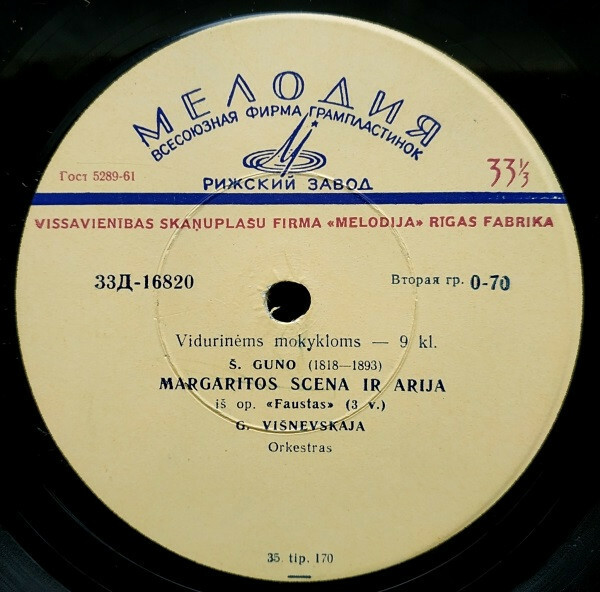 МЕЛОДИЯ
ВСЕСОЮЗНАЯ ФИРМА ГРАМПЛАСТИНОК
Гост 5289-61
33⅓
РИЖСКИЙ ЗАВОД
VISSAVIENĪBAS SKAŅUPLAŠU FIRMA «MELODIJA» RĪGAS FABRIKA
33Д-16820
Вторая гр. 0-70
Vidurinėms mokykloms — 9 kl.
Š. GUNO (1818—1893)
MARGARITOS SCENA IR ARIJA
iš op. «Faustas» (3 v.)
G. VIŠNEVSKAJA
Orkestras
35. tip. 170